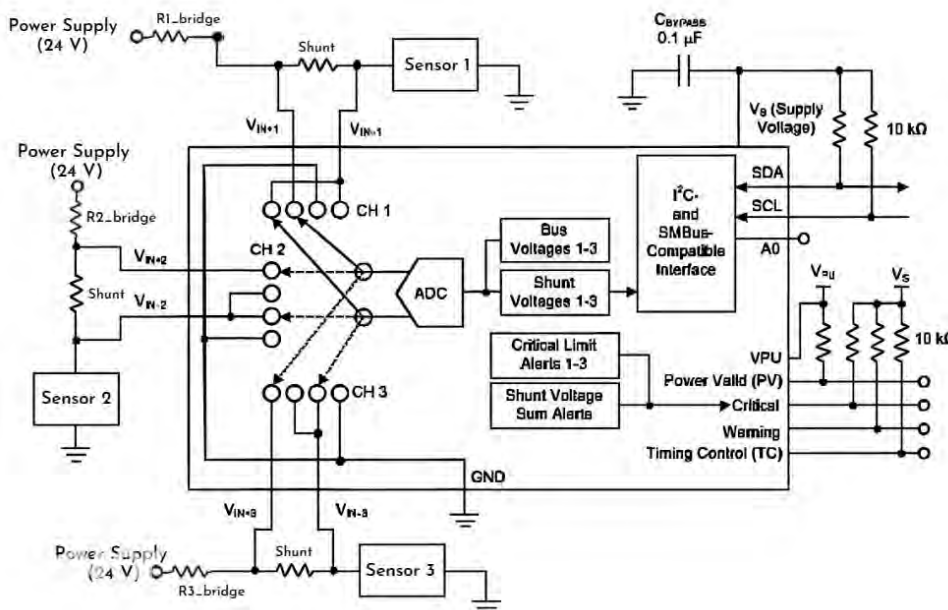 Power Supply
(24 V)
R1_bridge
Shunt
Sensor 1
VIN+1
VIN-1
CBYPASS
0.1 µF
VS (Supply
Voltage)
10 kΩ
Power Supply
(24 V)
R2_bridge
VIN+2
Shunt
VIN-2
Sensor 2
CH 1
CH 2
CH 3
ADC
Bus
Voltages 1-3
Shunt
Voltages 1-3
Critical Limit
Alerts 1-3
Shunt Voltage
Sum Alerts
I²C-
and
SMBus-
Compatible
Interface
SDA
SCL
A0
VPU
VS
10 kΩ
VPU
Power Valid (PV)
Critical
Warning
Timing Control (TC)
GND
VIN+3
VIN-3
Power Supply
(24 V)
R3_bridge
Shunt
Sensor 3